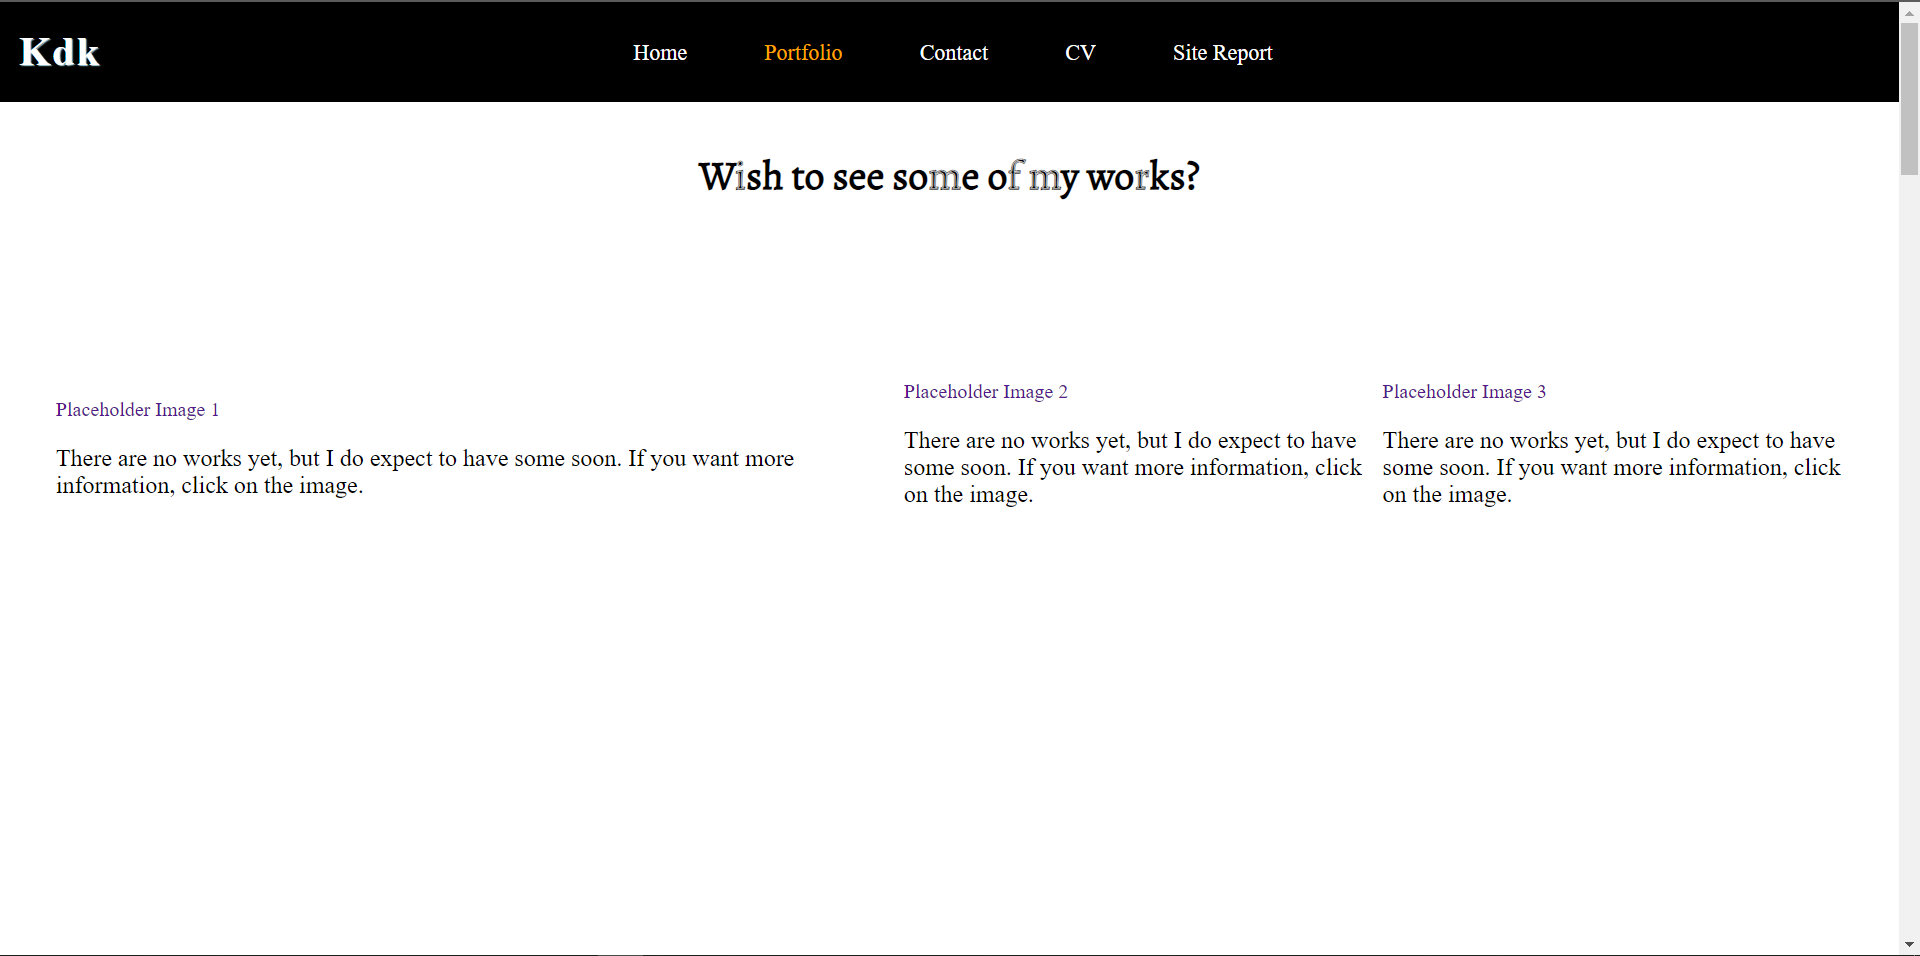 Kdk
Home Portfolio Contact CV Site Report
Wish to see some of my works?
Placeholder Image 1
There are no works yet, but I do expect to have some soon. If you want more
information, click on the image.
Placeholder Image 2
There are no works yet, but I do expect to have
some soon. If you want more information, click
on the image.
Placeholder Image 3
There are no works yet, but I do expect to have
some soon. If you want more information, click
on the image.